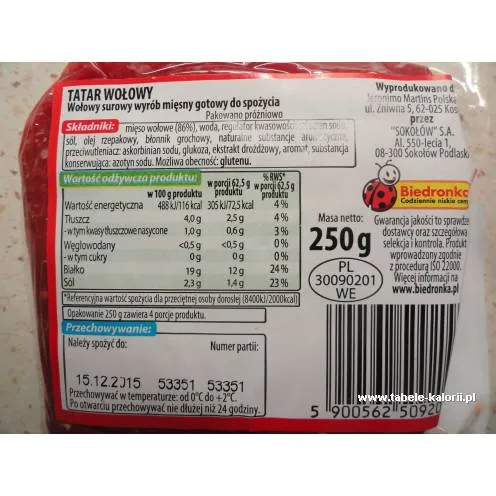 TATAR WOŁOWY
Wołowy surowy wyrób mięsny gotowy do spożycia
Pakowano próżniowo
Składniki: mięso wołowe (86%), woda, regulator kwasowości: octan sodu,
sól, olej rzepakowy, błonnik grochowy, naturalne substancje aromatyczne,
przeciwutleniacz: askorbinian sodu, glukoza, ekstrakt drożdżowy, aromat, substancja
konserwująca: azotyn sodu. Możliwa obecność: glutenu.
Wartość odżywcza produktu:
w 100 g produktu w porcji 62,5 g produktu % RWS* w porcji 62,5 g produktu
Wartość energetyczna 488 kJ/116 kcal 305 kJ/72,5 kcal 4 %
Tłuszcz 4,0 g 2,5 g 4 %
- w tym kwasy tłuszczowe nasycone 1,0 g 0,6 g 3 %
Węglowodany <0,5 g <0,5 g 0 %
- w tym cukry 0 g 0 g 0 %
Białko 19 g 12 g 24 %
Sól 2,3 g 1,4 g 23 %
*Referencyjna wartość spożycia dla przeciętnej osoby dorosłej (8400kJ/2000kcal)
Opakowanie 250 g zawiera 4 porcje produktu.
Przechowywanie:
Należy spożyć do: Numer partii:
15.12.2015 53351 53351
Przechowywać w temperaturze: od 0°C do +2°C.
Po otwarciu przechowywać nie dłużej niż 24 godziny.
Wyprodukowano d
Jeronimo Martins Polska
ul. Żniwna 5, 62-025 Kos
przez
"SOKOŁÓW" S.A.
Al. 550-lecia 1,
08-300 Sokołów Podlask
Biedronka
Codziennie niskie ceny
Masa netto:
250 g
PL
30090201
WE
Gwarancja jakości to sprawdze
dostawcy oraz szczegółowa
selekcja i kontrola. Produkt
wyprowadzony zgodnie
z procedurą ISO 22000.
Więcej informacji na
www.biedronka.pl
5 900562 50920
www.tabele-kalorii.pl